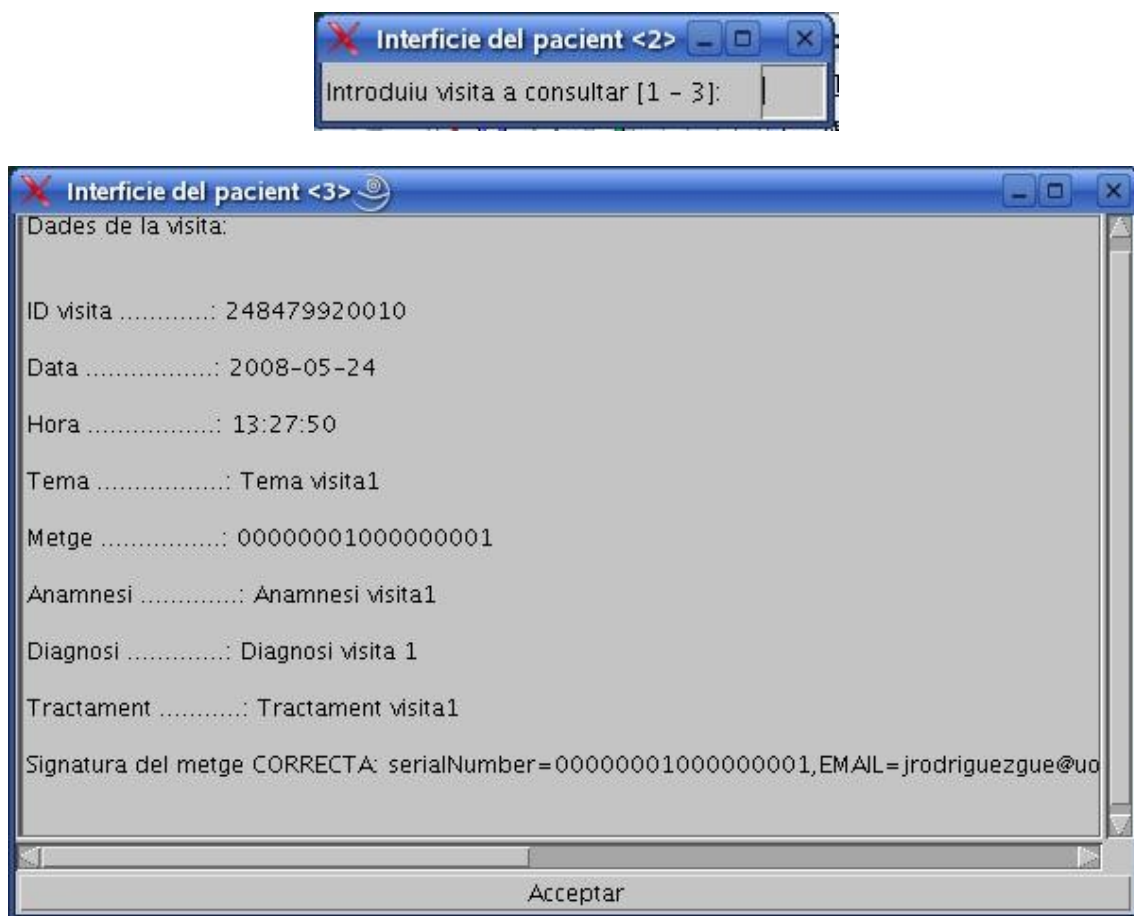 Interficie del pacient <2>
Introduiu visita a consultar [1 - 3]:
Interficie del pacient <3>
Dades de la visita:
ID visita ............: 248479920010
Data .................: 2008-05-24
Hora .................: 13:27:50
Tema .................: Tema visita1
Metge ................: 00000001000000001
Anamnesi .............: Anamnesi visita1
Diagnosi .............: Diagnosi visita 1
Tractament ...........: Tractament visita1
Signatura del metge CORRECTA: serialNumber=00000001000000001,EMAIL=jrodriguezgue@uo
Acceptar